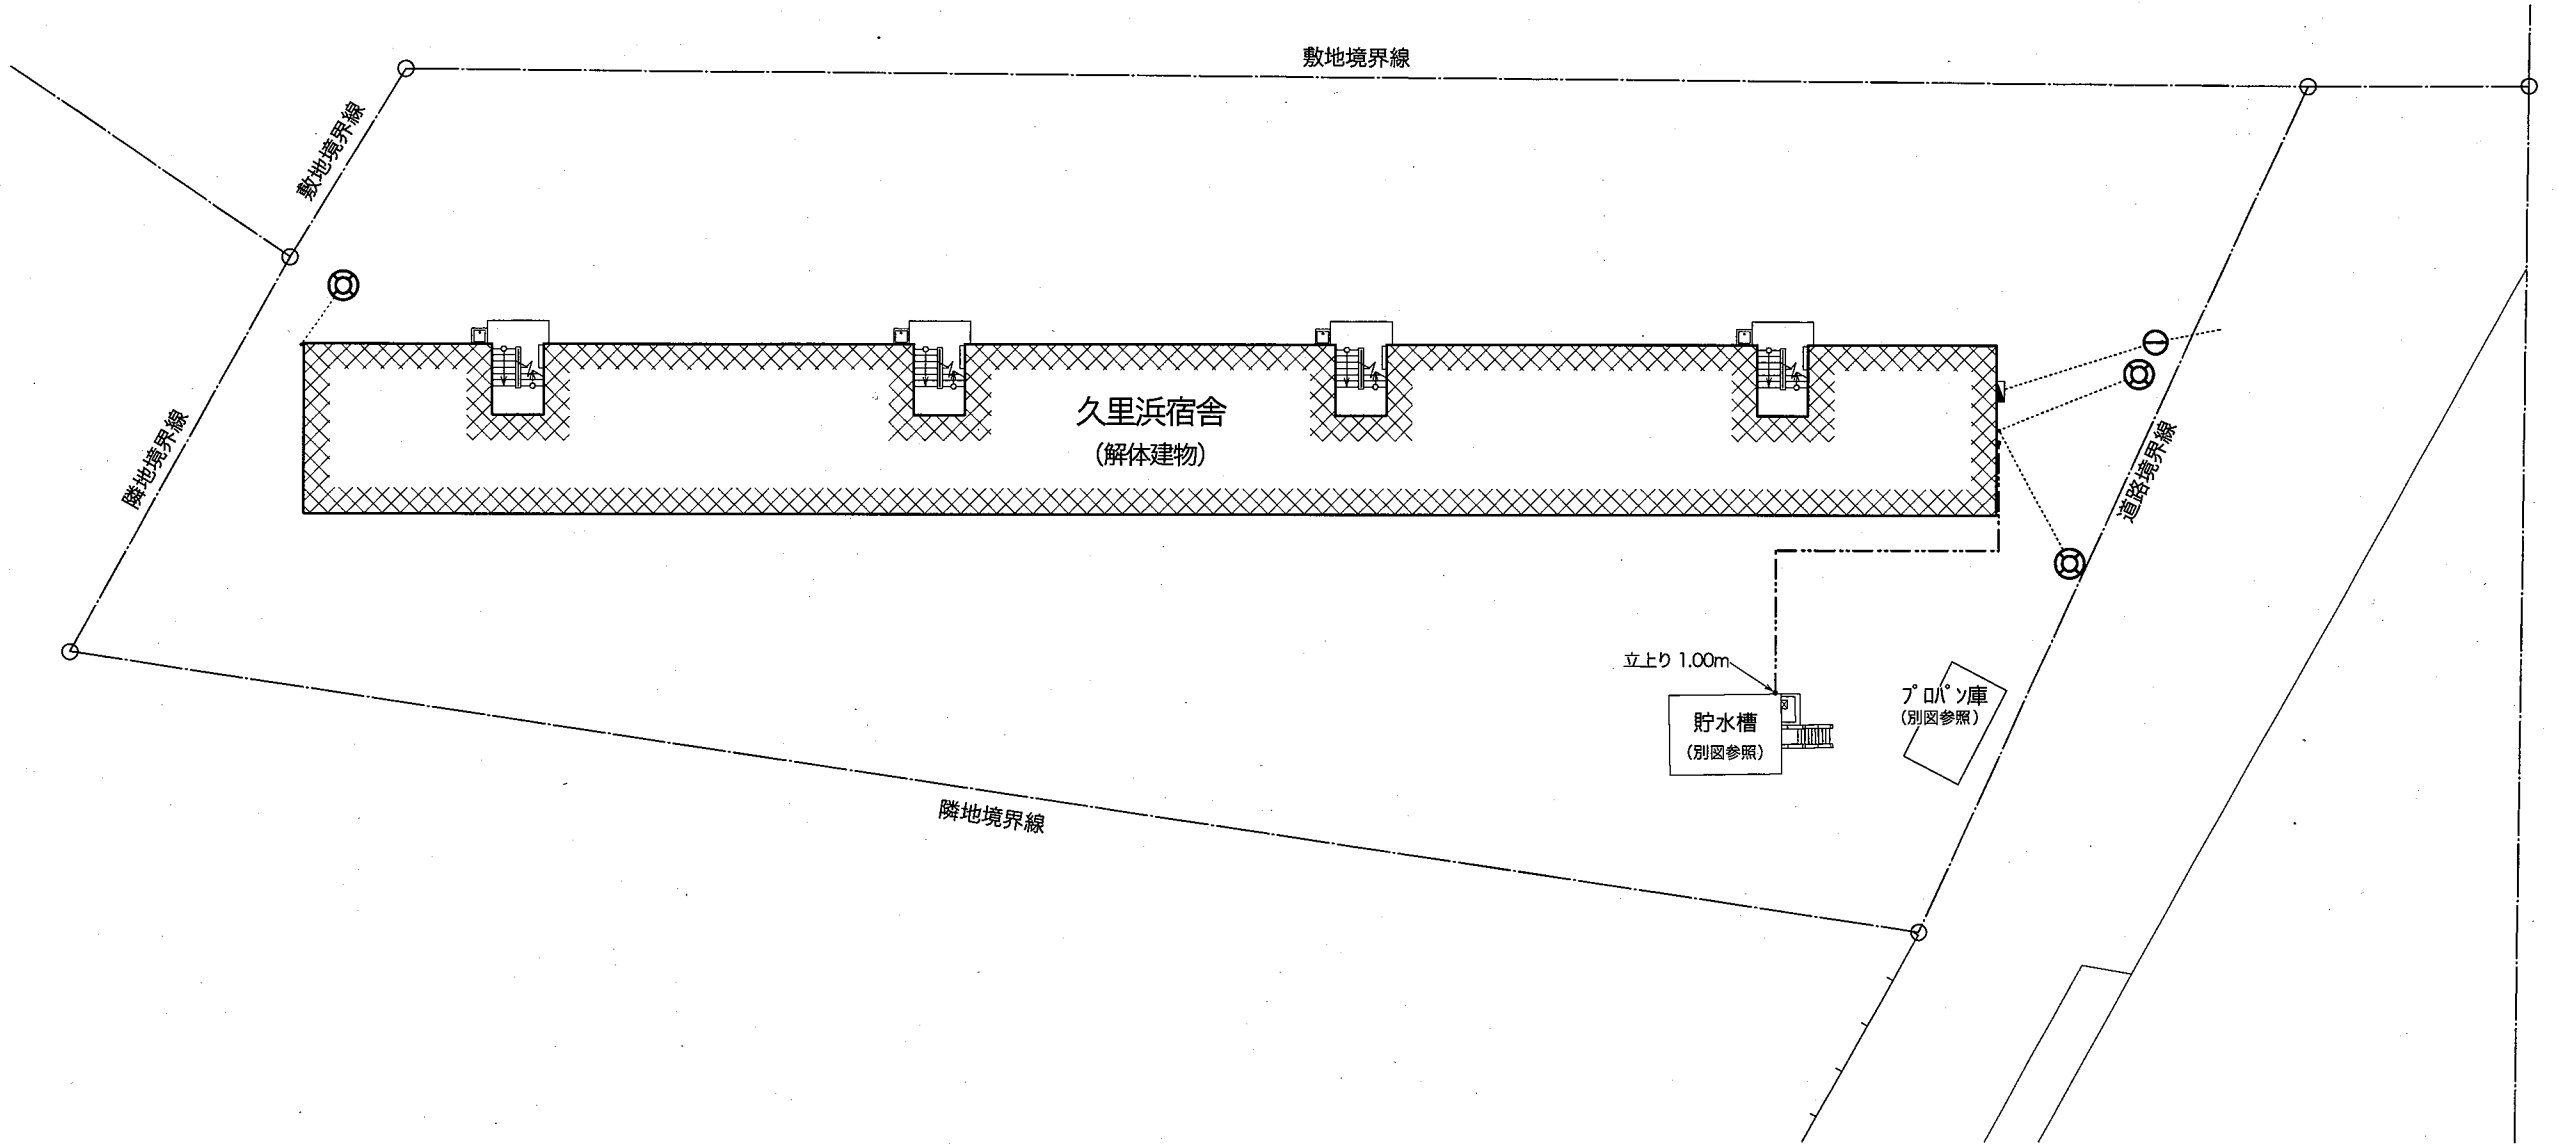 敷地境界線
敷地境界線
隣地境界線
久里浜宿舎
(解体建物)
道路境界線
立上り 1.00m
貯水槽
(別図参照)
ﾌﾟﾛﾊﾟﾝ庫
(別図参照)
隣地境界線